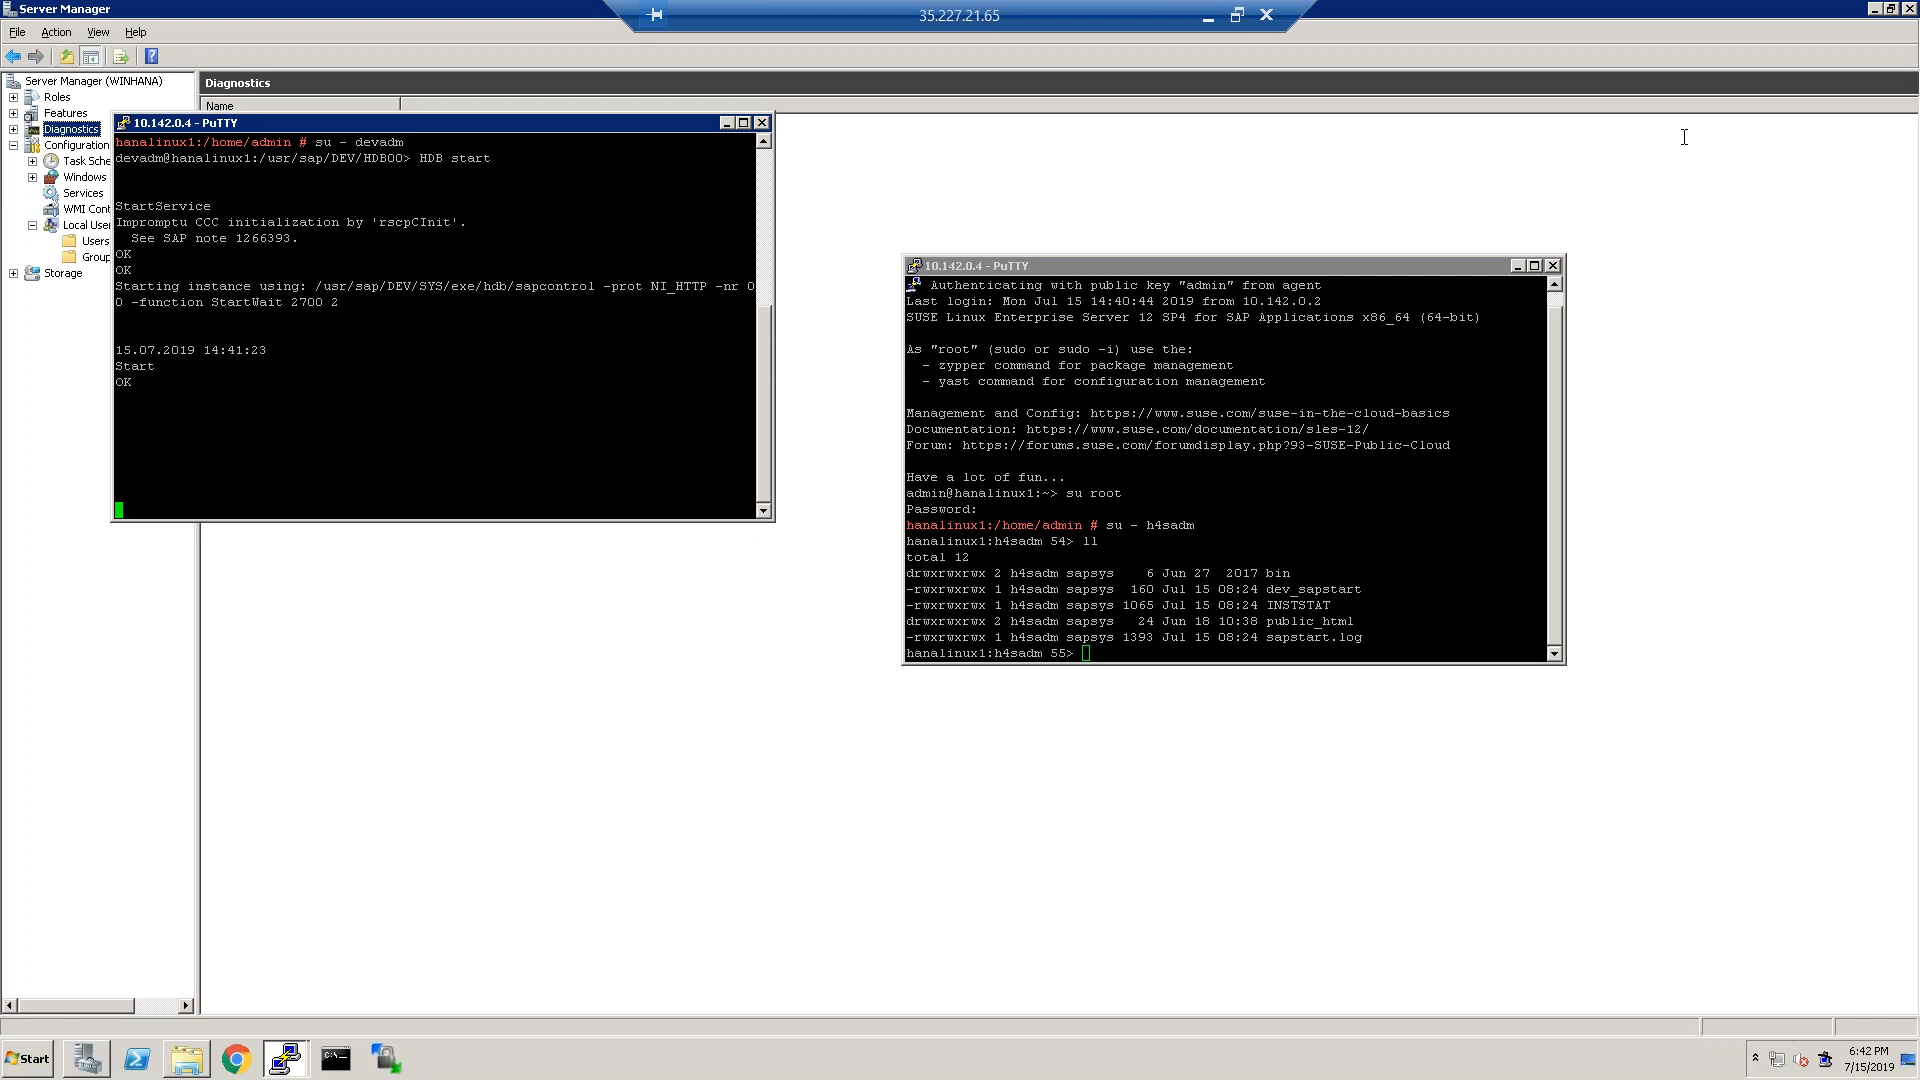 Server Manager
35.227.21.65
File Action View Help
Server Manager (WINHANA)
Roles
Features
Diagnostics
Configuration
Task Sche
Windows
Services
WMI Cont
Local User
Users
Group
Storage
Diagnostics
Name
10.142.0.4 - PuTTY
hanalinux1:/home/admin # su - devadm
devadm@hanalinux1:/usr/sap/DEV/HDB00> HDB start
StartService
Impromptu CCC initialization by 'rscpCInit'.
See SAP note 1266393.
OK
OK
Starting instance using: /usr/sap/DEV/SYS/exe/hdb/sapcontrol -prot NI_HTTP -nr 0
0 -function StartWait 2700 2
15.07.2019 14:41:23
Start
OK
10.142.0.4 - PuTTY
Authenticating with public key "admin" from agent
Last login: Mon Jul 15 14:40:44 2019 from 10.142.0.2
SUSE Linux Enterprise Server 12 SP4 for SAP Applications x86_64 (64-bit)
As "root" (sudo or sudo -i) use the:
- zypper command for package management
- yast command for configuration management
Management and Config: https://www.suse.com/suse-in-the-cloud-basics
Documentation: https://www.suse.com/documentation/sles-12/
Forum: https://forums.suse.com/forumdisplay.php?93-SUSE-Public-Cloud
Have a lot of fun...
admin@hanalinux1:~> su root
Password:
hanalinux1:/home/admin # su - h4sadm
hanalinux1:h4sadm 54> ll
total 12
drwxrwxrwx 2 h4sadm sapsys 6 Jun 27 2017 bin
-rwxrwxrwx 1 h4sadm sapsys 160 Jul 15 08:24 dev_sapstart
-rwxrwxrwx 1 h4sadm sapsys 1065 Jul 15 08:24 INSTSTAT
drwxrwxrwx 2 h4sadm sapsys 24 Jun 18 10:38 public_html
-rwxrwxrwx 1 h4sadm sapsys 1393 Jul 15 08:24 sapstart.log
hanalinux1:h4sadm 55>
Start
C:\
6:42 PM
7/15/2019